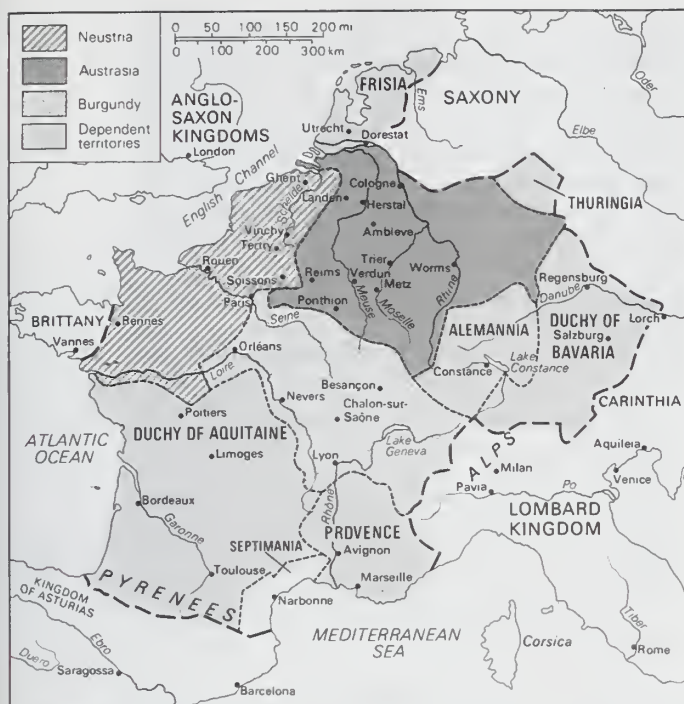 Neustria
Austrasia
Burgundy
Dependent
territories
0 50 100 150 200 mi
0 100 200 300 km
ANGLO-
SAXON
KINGDOMS
London
English Channel
FRISIA
Ems
SAXONY
Oder
Elbe
Utrecht
Dorestat
Ghent
Schelde
Cologne
Landen
Herstal
THURINGIA
Ambleve
Vinchy
Tertry
Rouen
Soissons
Reims
Trier
Verdun
Metz
Worms
Rhine
Regensburg
Danube
Paris
Ponthion
Meuse
Moselle
Seine
BRITTANY
Rennes
Vannes
ALEMANNIA
DUCHY OF
Salzburg
BAVARIA
Lorch
Orléans
Loire
Lake
Constance
Constance
Besançon
CARINTHIA
Nevers
Chalon-sur-
Saône
Poitiers
ATLANTIC
OCEAN
DUCHY OF AQUITAINE
Limoges
Lake
Geneva
Lyon
ALPS
Milan
Aquileia
Pavia
Po
Venice
LOMBARD
KINGDOM
Bordeaux
Garonne
Rhône
PROVENCE
Avignon
SEPTIMANIA
Toulouse
Marseille
KINGDOM
OF ASTURIAS
PYRENEES
Narbonne
MEDITERRANEAN
SEA
Corsica
Tiber
Rome
Ebro
Duero
Saragossa
Barcelona